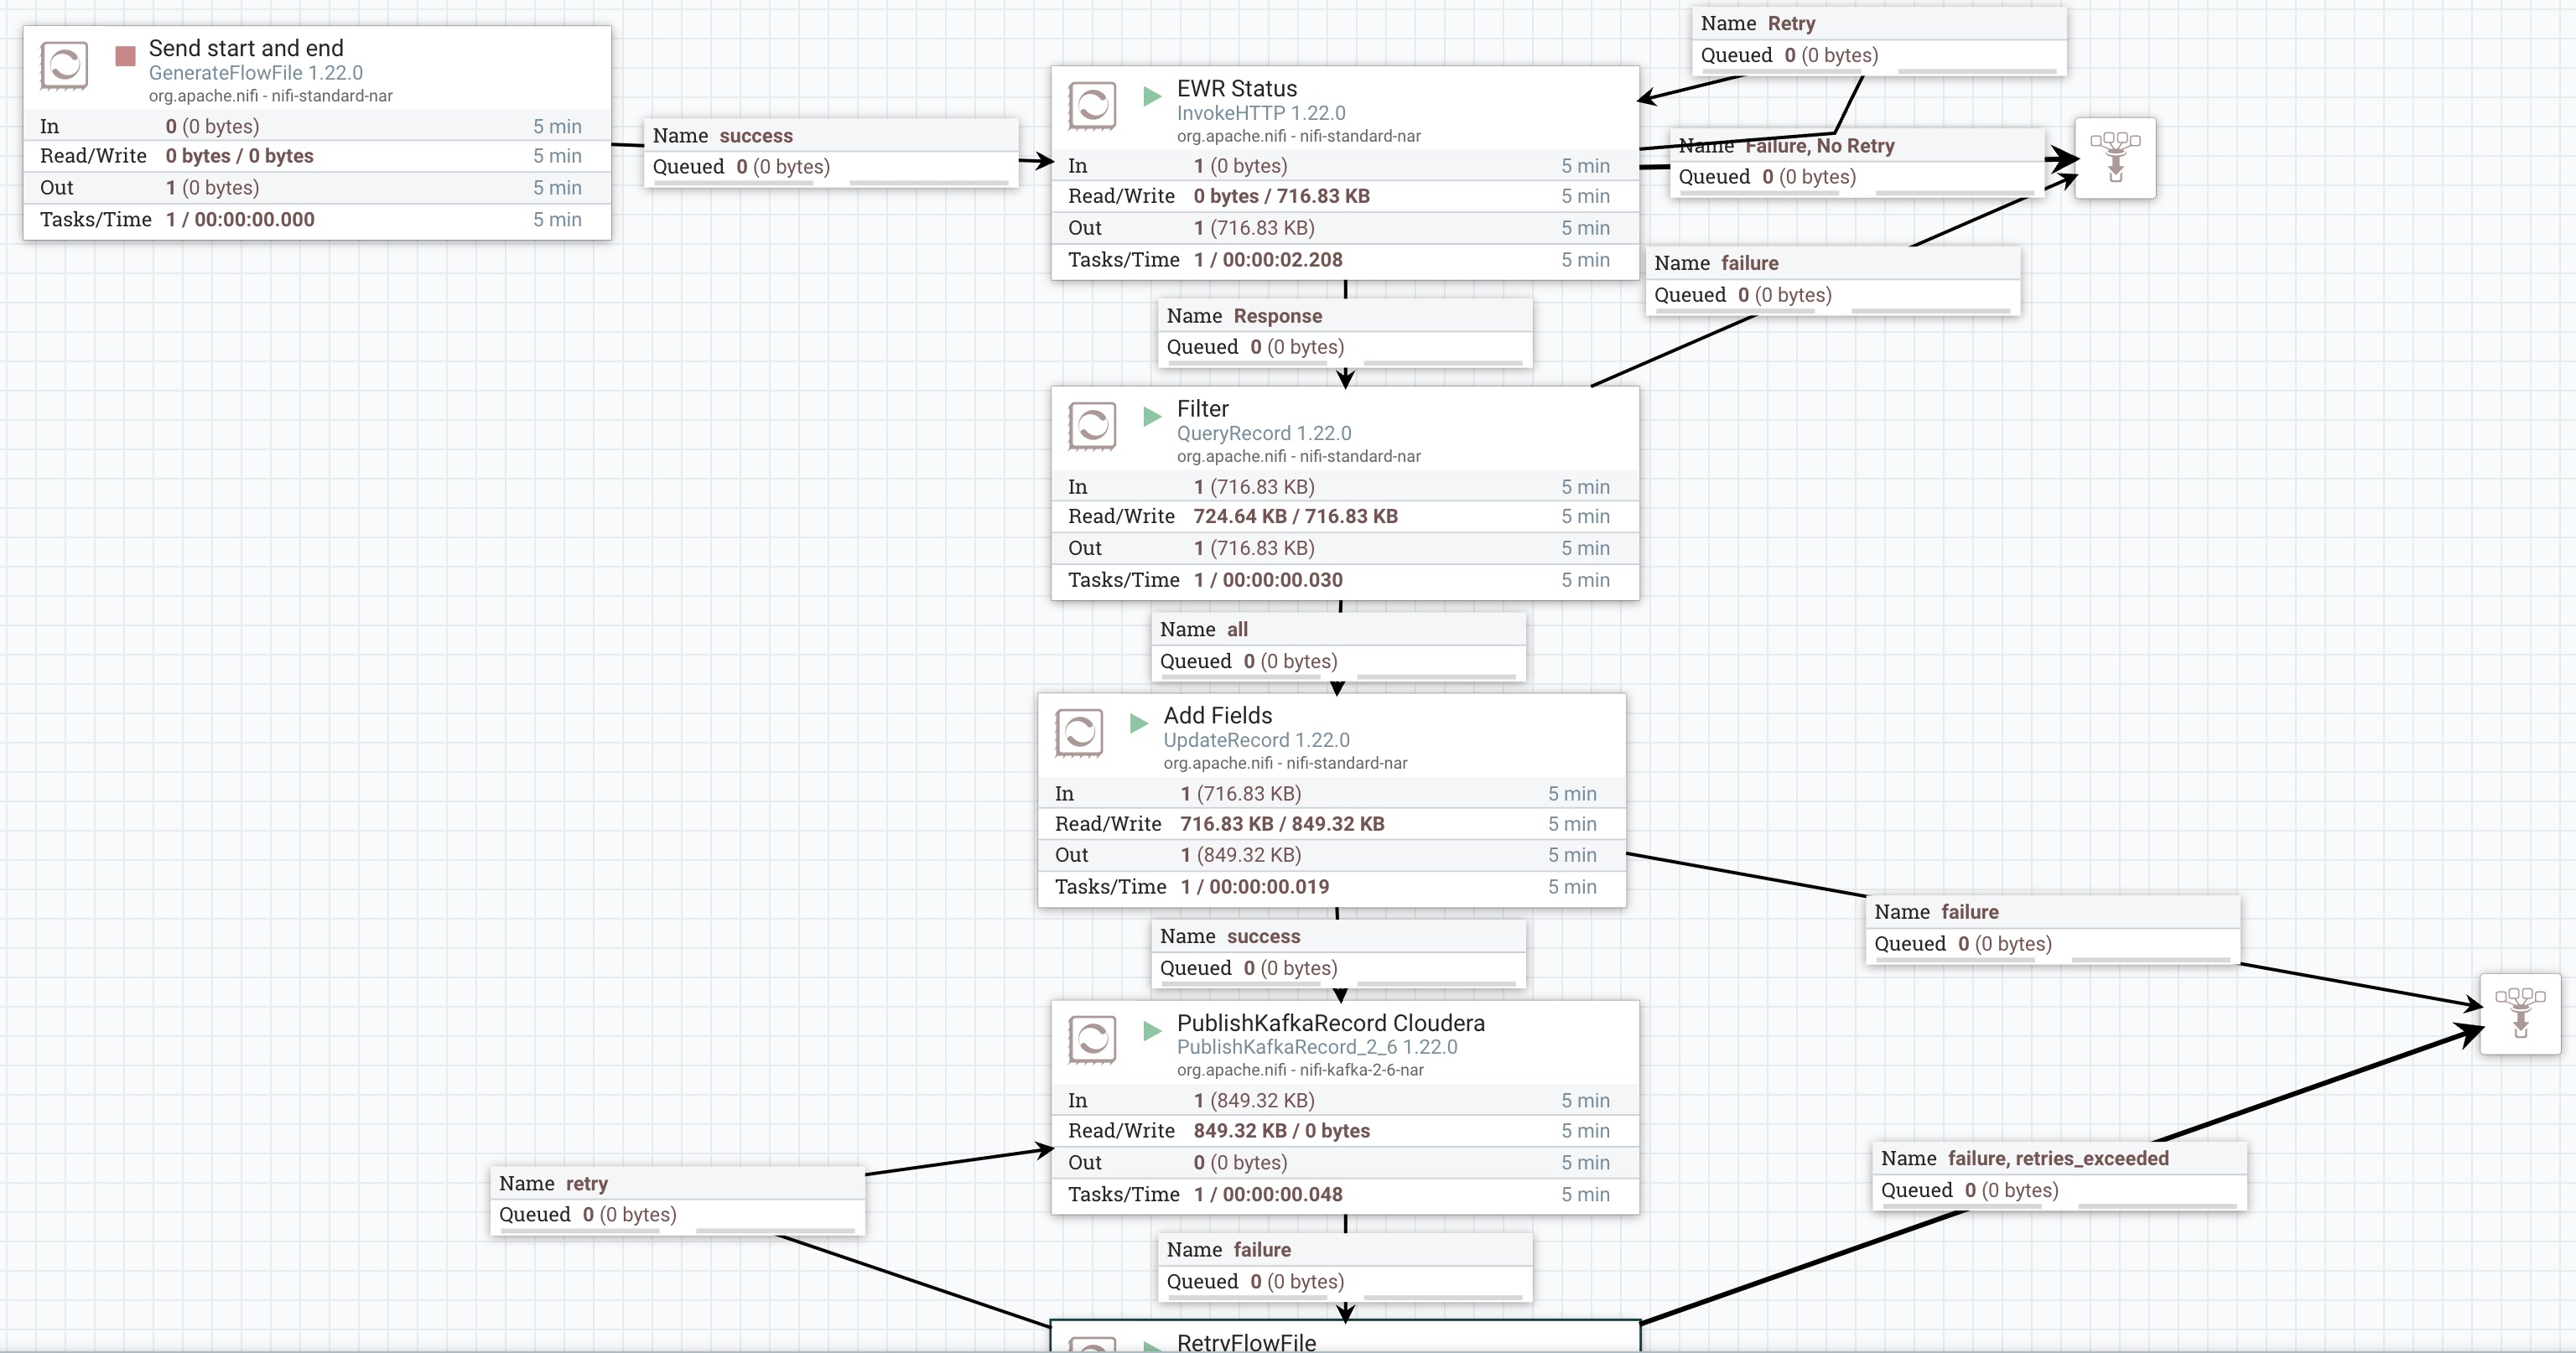 Send start and end
GenerateFlowFile 1.22.0
org.apache.nifi - nifi-standard-nar
In 0 (0 bytes) 5 min
Read/Write 0 bytes / 0 bytes 5 min
Out 1 (0 bytes) 5 min
Tasks/Time 1 / 00:00:00.000 5 min
Name success
Queued 0 (0 bytes)
EWR Status
InvokeHTTP 1.22.0
org.apache.nifi - nifi-standard-nar
In 1 (0 bytes) 5 min
Read/Write 0 bytes / 716.83 KB 5 min
Out 1 (716.83 KB) 5 min
Tasks/Time 1 / 00:00:02.208 5 min
Name Retry
Queued 0 (0 bytes)
Name Failure, No Retry
Queued 0 (0 bytes)
Name failure
Queued 0 (0 bytes)
Name Response
Queued 0 (0 bytes)
Filter
QueryRecord 1.22.0
org.apache.nifi - nifi-standard-nar
In 1 (716.83 KB) 5 min
Read/Write 724.64 KB / 716.83 KB 5 min
Out 1 (716.83 KB) 5 min
Tasks/Time 1 / 00:00:00.030 5 min
Name all
Queued 0 (0 bytes)
Add Fields
UpdateRecord 1.22.0
org.apache.nifi - nifi-standard-nar
In 1 (716.83 KB) 5 min
Read/Write 716.83 KB / 849.32 KB 5 min
Out 1 (849.32 KB) 5 min
Tasks/Time 1 / 00:00:00.019 5 min
Name failure
Queued 0 (0 bytes)
Name success
Queued 0 (0 bytes)
PublishKafkaRecord Cloudera
PublishKafkaRecord_2_6 1.22.0
org.apache.nifi - nifi-kafka-2-6-nar
In 1 (849.32 KB) 5 min
Read/Write 849.32 KB / 0 bytes 5 min
Out 0 (0 bytes) 5 min
Tasks/Time 1 / 00:00:00.048 5 min
Name retry
Queued 0 (0 bytes)
Name failure, retries_exceeded
Queued 0 (0 bytes)
Name failure
Queued 0 (0 bytes)
RetryFlowFile